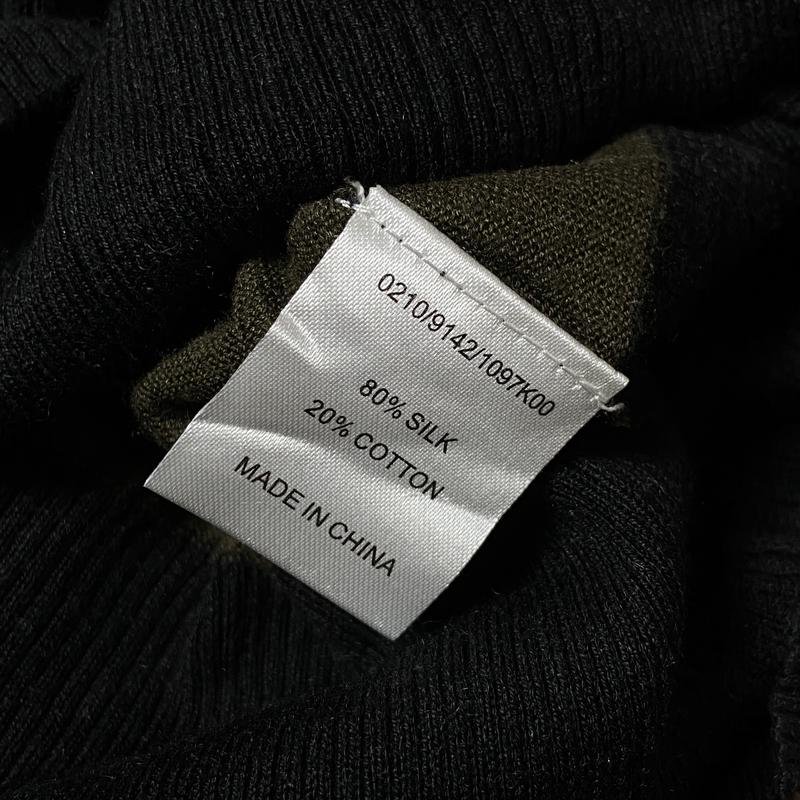 0210/9142/1097K00
80% SILK
20% COTTON
MADE IN CHINA